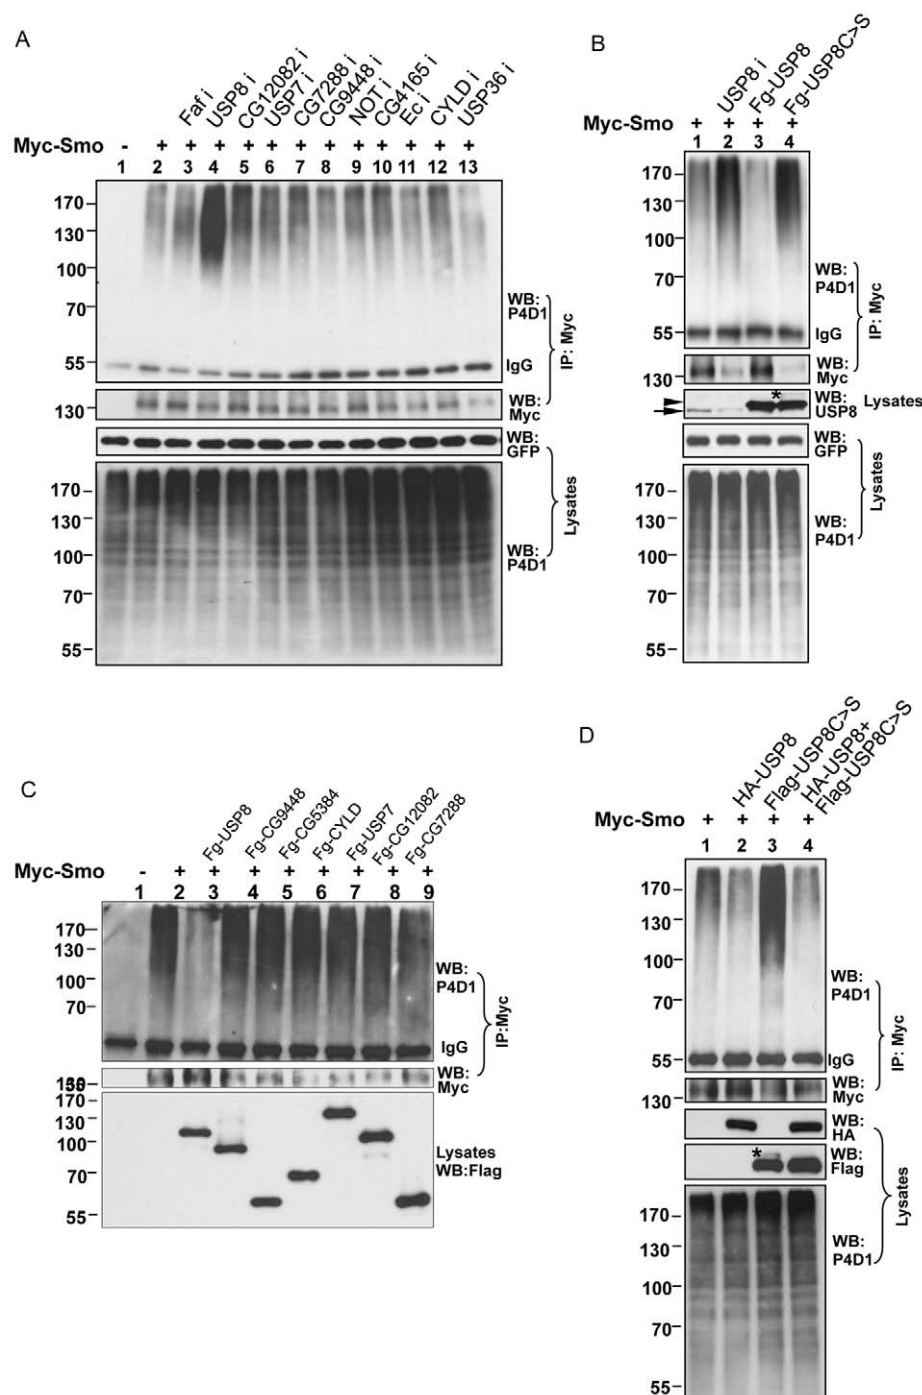 A
Faf i
USP8 i
CG12082 i
USP7 i
CG7288 i
CG9448 i
NOT i
CG4165 i
Ec i
CYLD i
USP36 i
Myc-Smo - + + + + + + + + + + + +
1 2 3 4 5 6 7 8 9 10 11 12 13
170
130
100
70
55
WB:
P4D1
IgG
IP: Myc
130
WB:
Myc
WB:
GFP
170
130
100
70
55
WB:
P4D1
Lysates
B
USP8 i
Fg-USP8
Fg-USP8C>S
Myc-Smo + + + +
1 2 3 4
170
130
100
70
55
WB:
P4D1
IgG
IP: Myc
130
WB:
Myc
*
WB:
USP8
Lysates
WB:
GFP
170
130
100
70
55
WB:
P4D1
Lysates
C
Fg-USP8
Fg-CG9448
Fg-CG5384
Fg-CYLD
Fg-USP7
Fg-CG12082
Fg-CG7288
Myc-Smo - + + + + + + + +
1 2 3 4 5 6 7 8 9
170
130
100
70
WB:
P4D1
IgG
IP:Myc
WB:
Myc
170
130
100
70
55
Lysates
WB:Flag
D
HA-USP8
Flag-USP8C>S
HA-USP8+
Flag-USP8C>S
Myc-Smo + + + +
1 2 3 4
170
130
100
70
55
WB:
P4D1
IgG
IP: Myc
130
WB:
Myc
WB:
HA
*
WB:
Flag
170
130
100
70
55
WB:
P4D1
Lysates